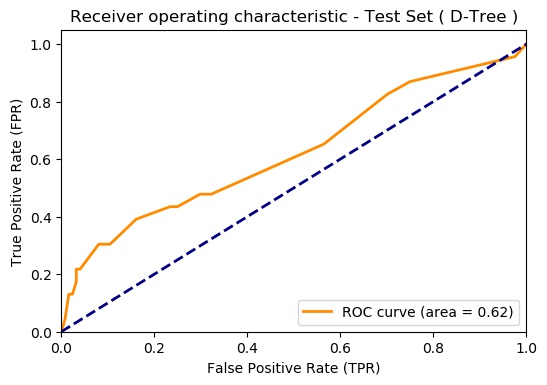 Receiver operating characteristic - Test Set ( D-Tree )
True Positive Rate (FPR)
1.0
0.8
0.6
0.4
0.2
0.0
ROC curve (area = 0.62)
0.0 0.2 0.4 0.6 0.8 1.0
False Positive Rate (TPR)